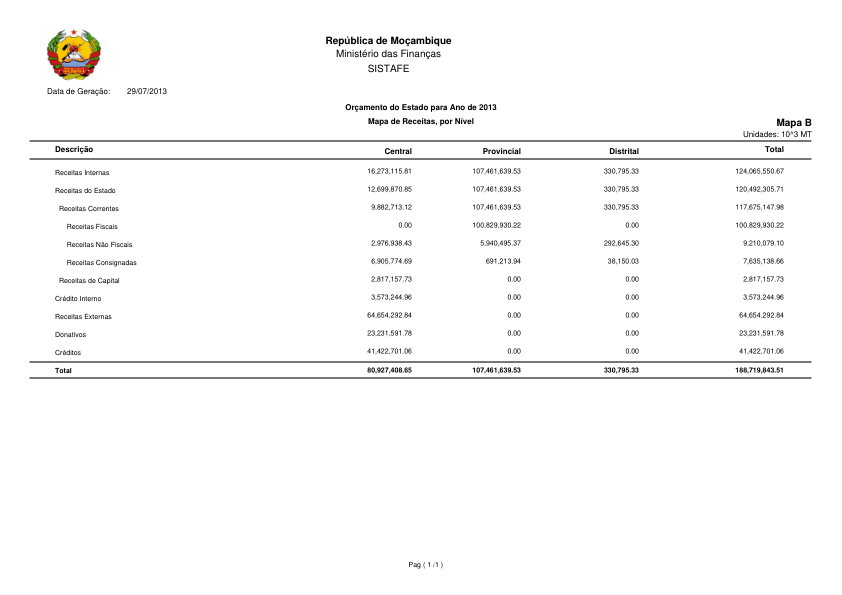 República de Moçambique
Ministério das Finanças
SISTAFE
Data de Geração: 29/07/2013
Orçamento do Estado para Ano de 2013
Mapa de Receitas, por Nível
Mapa B
Unidades: 10^3 MT
Descrição Central Provincial Distrital Total
Receitas Internas 16,273,115.81 107,461,639.53 330,795.33 124,065,550.67
Receitas do Estado 12,699,870.85 107,461,639.53 330,795.33 120,492,305.71
Receitas Correntes 9,882,713.12 107,461,639.53 330,795.33 117,675,147.98
Receitas Fiscais 0.00 100,829,930.22 0.00 100,829,930.22
Receitas Não Fiscais 2,976,938.43 5,940,495.37 292,645.30 9,210,079.10
Receitas Consignadas 6,905,774.69 691,213.94 38,150.03 7,635,138.66
Receitas de Capital 2,817,157.73 0.00 0.00 2,817,157.73
Crédito Interno 3,573,244.96 0.00 0.00 3,573,244.96
Receitas Externas 64,654,292.84 0.00 0.00 64,654,292.84
Donativos 23,231,591.78 0.00 0.00 23,231,591.78
Créditos 41,422,701.06 0.00 0.00 41,422,701.06
Total 80,927,408.65 107,461,639.53 330,795.33 188,719,843.51
Pag ( 1 /1 )